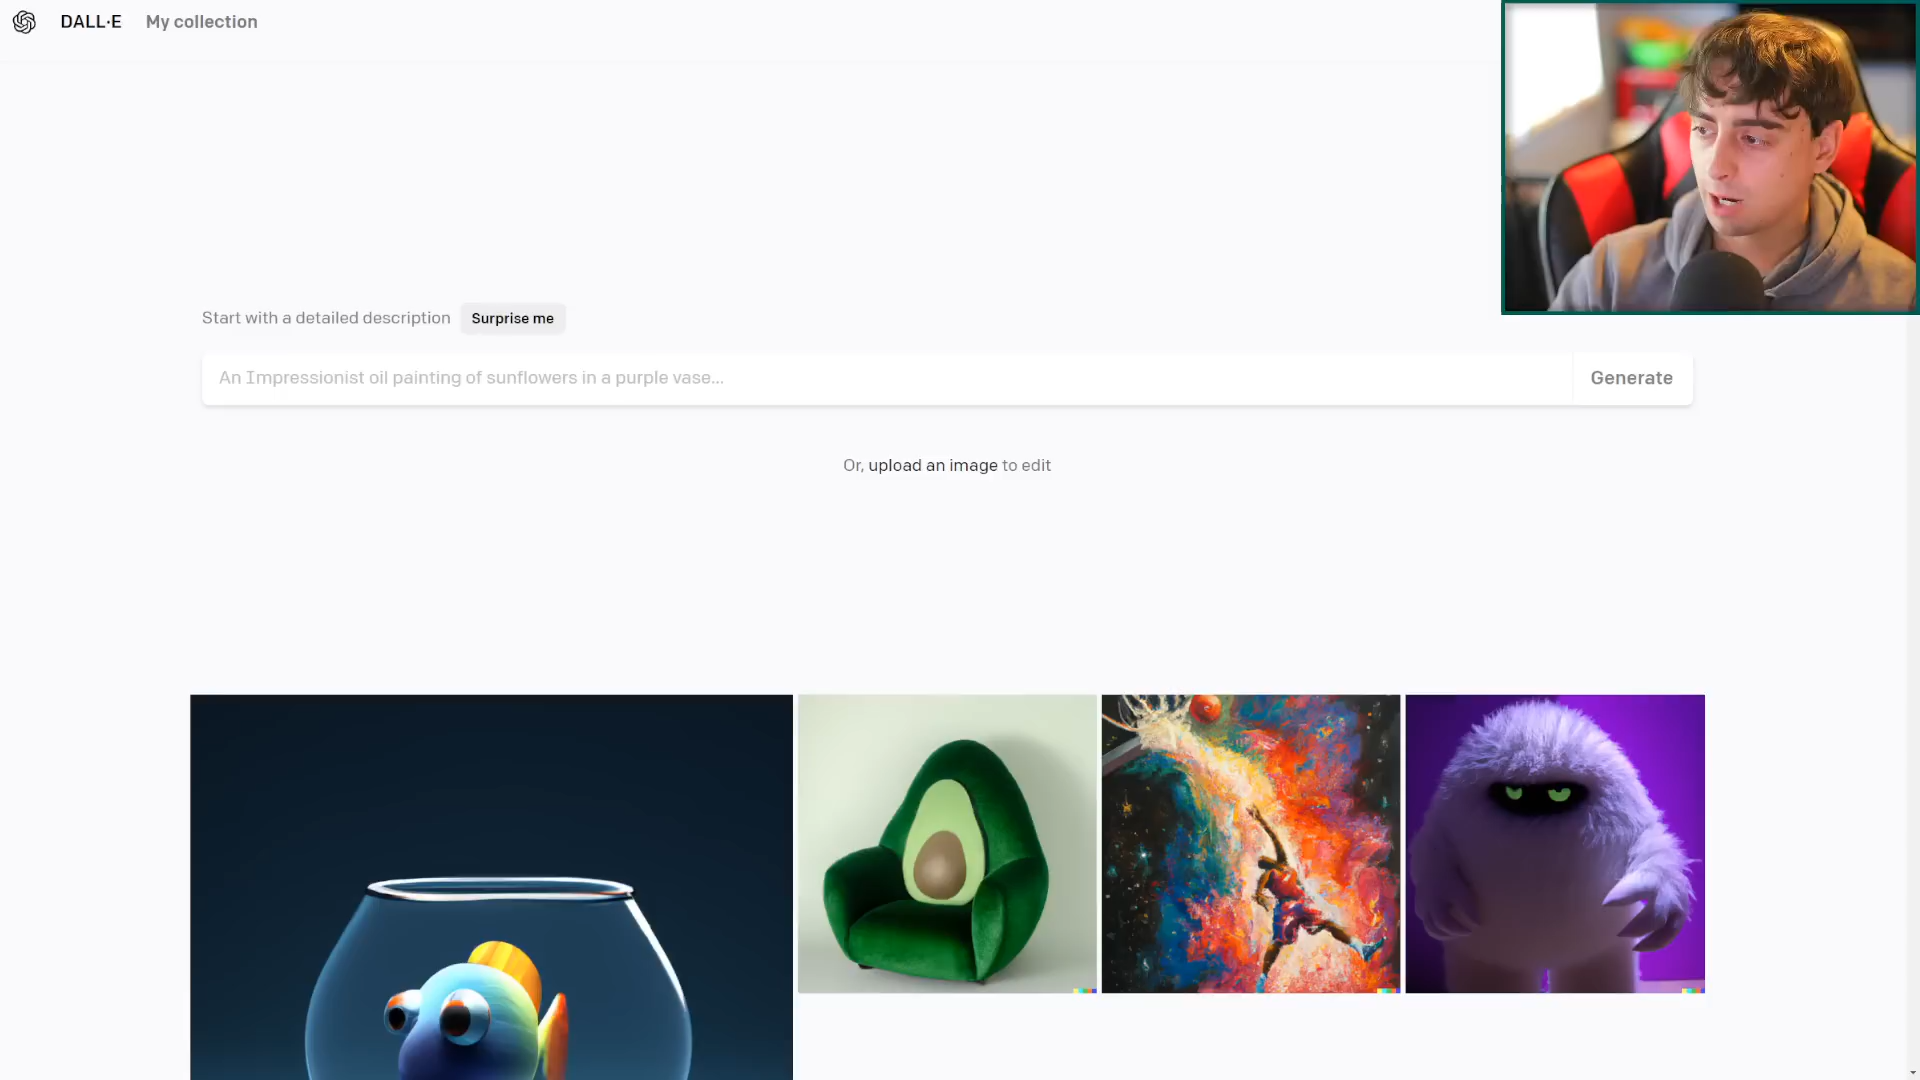 DALL·E My collection
Start with a detailed description Surprise me
An Impressionist oil painting of sunflowers in a purple vase... Generate
Or, upload an image to edit